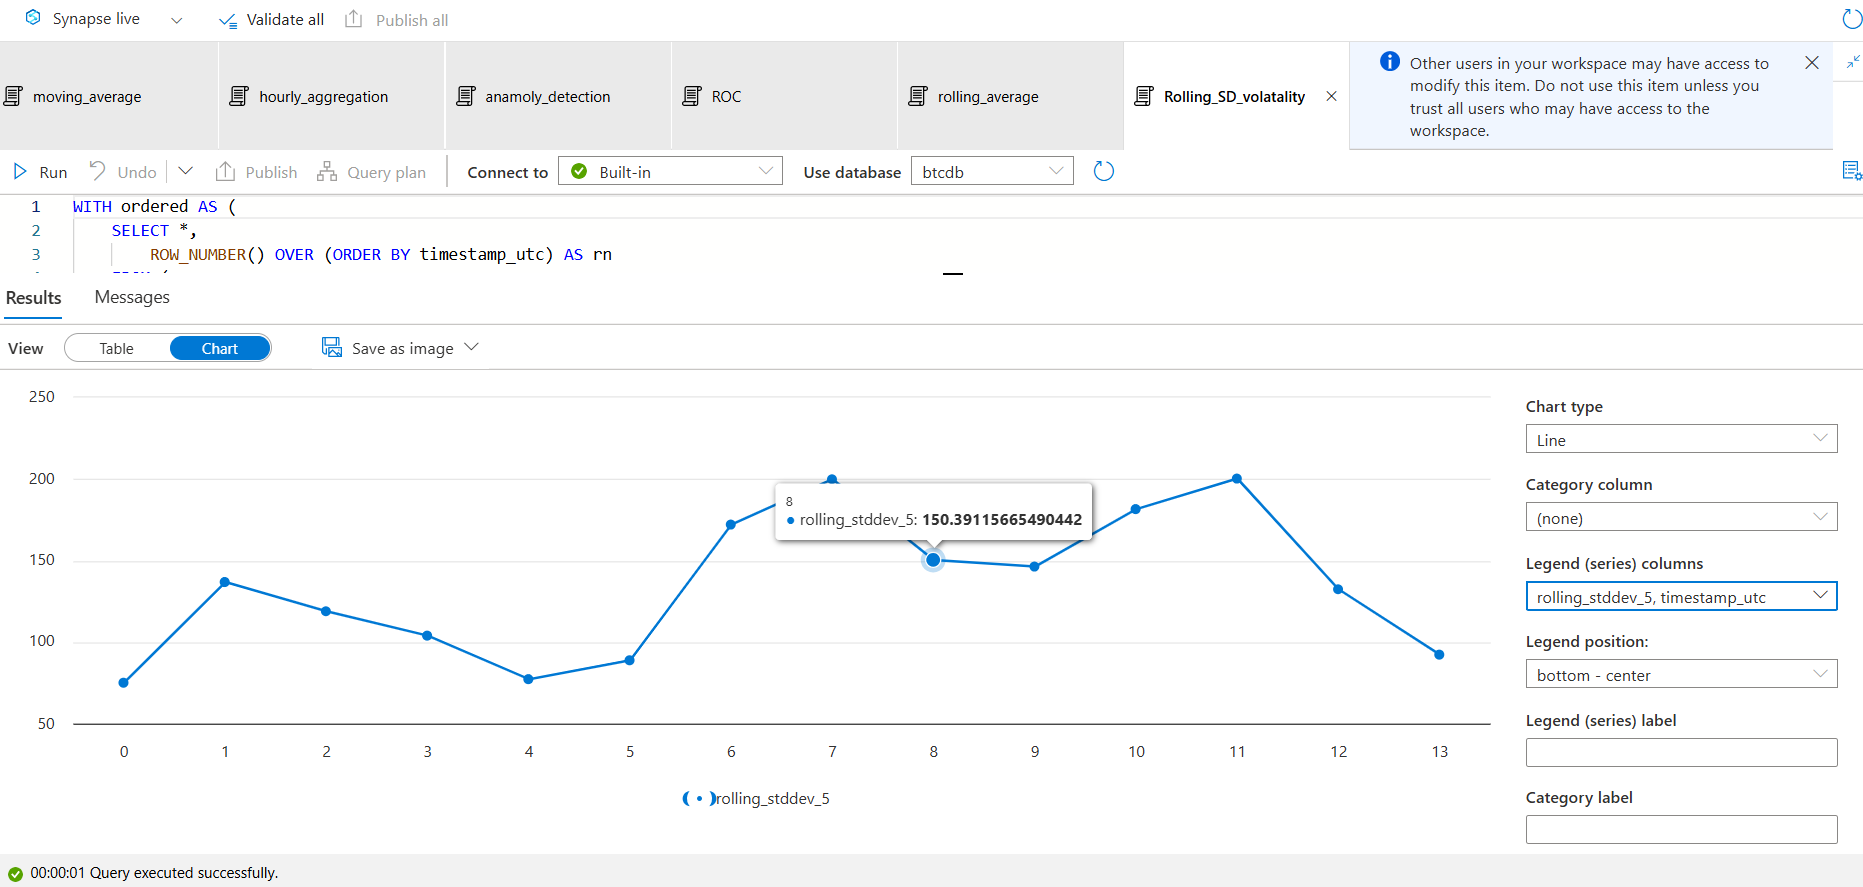 Synapse live
Validate all
Publish all
moving_average
hourly_aggregation
anamoly_detection
ROC
rolling_average
Rolling_SD_volatality
Other users in your workspace may have access to
modify this item. Do not use this item unless you
trust all users who may have access to the
workspace.
Run
Undo
Publish
Query plan
Connect to
Built-in
Use database
btcdb
1 WITH ordered AS (
2 SELECT *,
3 ROW_NUMBER() OVER (ORDER BY timestamp_utc) AS rn
Results
Messages
View
Table
Chart
Save as image
250
200
150
100
50
8
rolling_stddev_5: 150.39115665490442
0 1 2 3 4 5 6 7 8 9 10 11 12 13
rolling_stddev_5
Chart type
Line
Category column
(none)
Legend (series) columns
rolling_stddev_5, timestamp_utc
Legend position:
bottom - center
Legend (series) label
Category label
00:00:01 Query executed successfully.